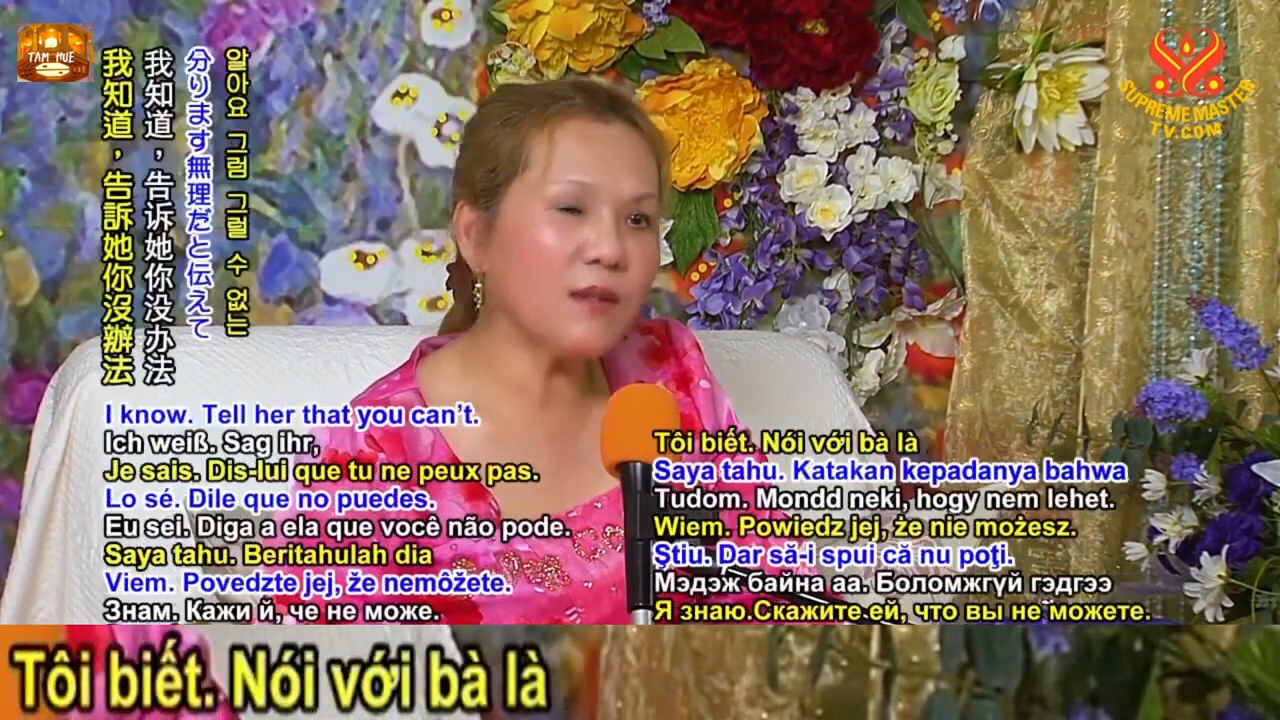 TAM HUE
SUPREME MASTER
TV.COM
알아요 그럼 그럴 수 없는
分ります無理だと伝えて
我知道，告诉她你没办法
我知道，告訴她你沒辦法
I know. Tell her that you can't.
Ich weiß. Sag ihr,
Je sais. Dis-lui que tu ne peux pas.
Lo sé. Dile que no puedes.
Eu sei. Diga a ela que você não pode.
Saya tahu. Beritahulah dia
Viem. Povedzte jej, že nemôžete.
Знам. Кажи й, че не може.
Tôi biết. Nói với bà là
Saya tahu. Katakan kepadanya bahwa
Tudom. Mondd neki, hogy nem lehet.
Wiem. Powiedz jej, że nie możesz.
Ştiu. Dar să-i spui că nu poţi.
Мэдэж байна аа. Боломжгүй гэдгээ
Я знаю.Скажите ей, что вы не можете.
Tôi biết. Nói với bà là